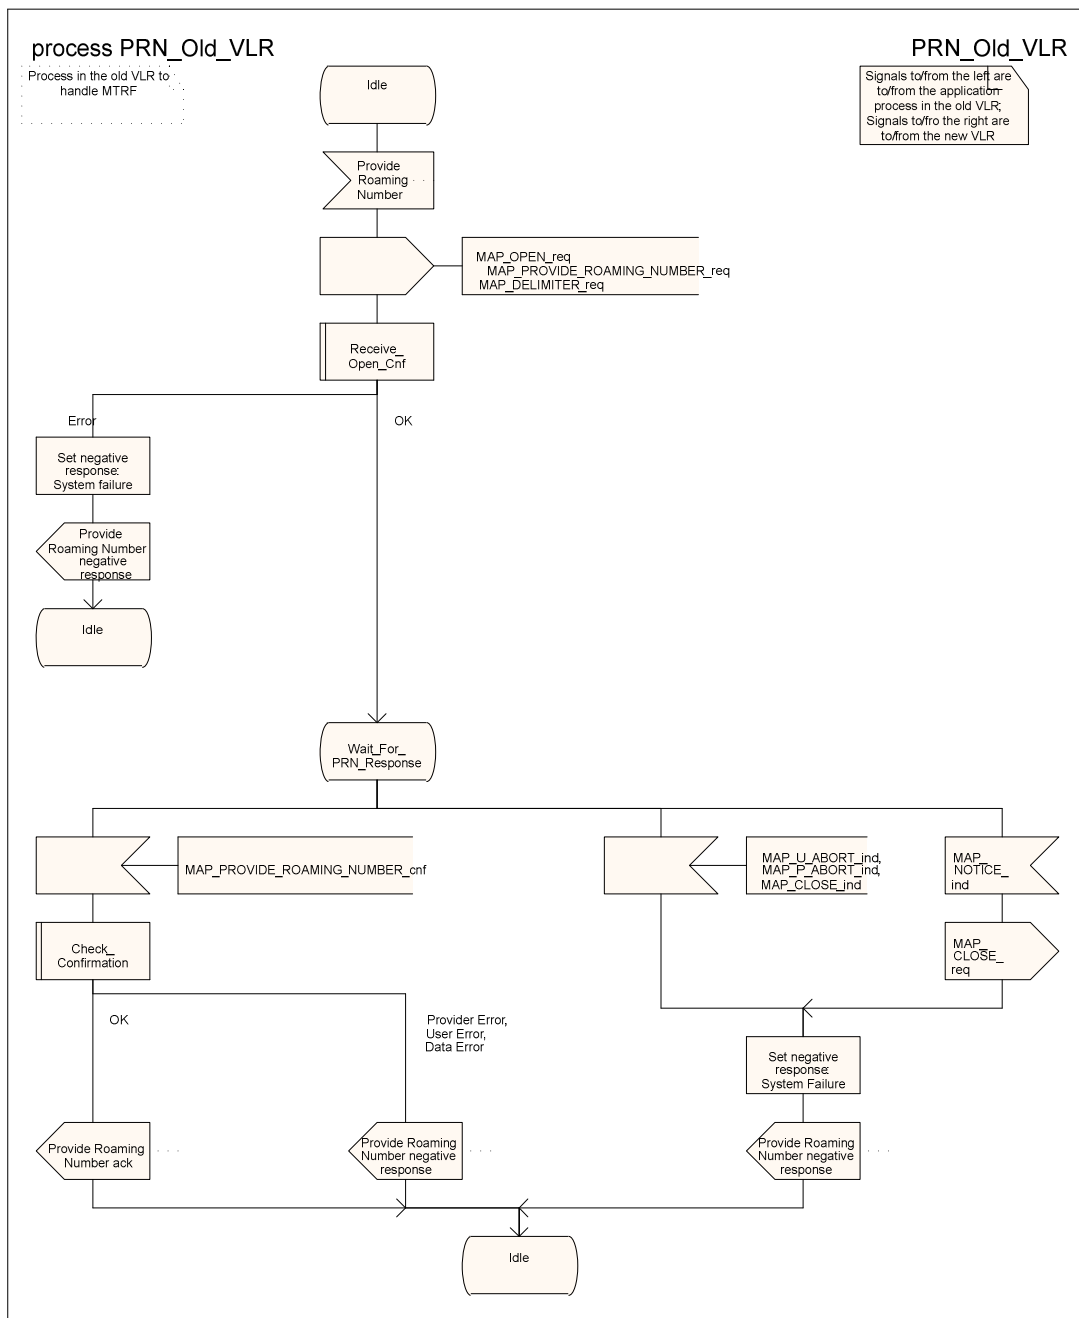 process PRN_Old_VLR
PRN_Old_VLR
Process in the old VLR to
handle MTRF
Signals to/from the left are
to/from the application
process in the old VLR;
Signals to/fro the right are
to/from the new VLR
Idle
Provide
Roaming
Number
MAP_OPEN_req
MAP_PROVIDE_ROAMING_NUMBER_req
MAP_DELIMITER_req
Receive_
Open_Cnf
Error
OK
Set negative
response:
System failure
Provide
Roaming Number
negative
response
Idle
Wait_For_
PRN_Response
MAP_PROVIDE_ROAMING_NUMBER_cnf
MAP_U_ABORT_ind,
MAP_P_ABORT_ind,
MAP_CLOSE_ind
MAP_
NOTICE_
ind
Check_
Confirmation
MAP_
CLOSE_
req
OK
Provider Error,
User Error,
Data Error
Set negative
response:
System Failure
Provide Roaming
Number ack
Provide Roaming
Number negative
response
Provide Roaming
Number negative
response
Idle